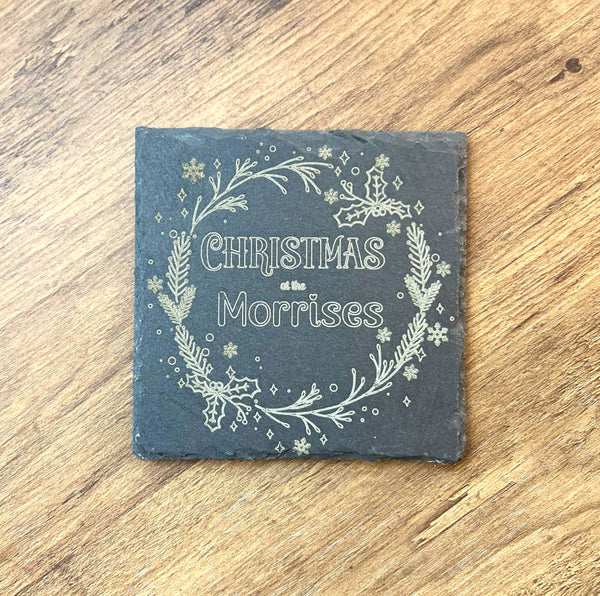 CHRISTMAS
at the
Morrises